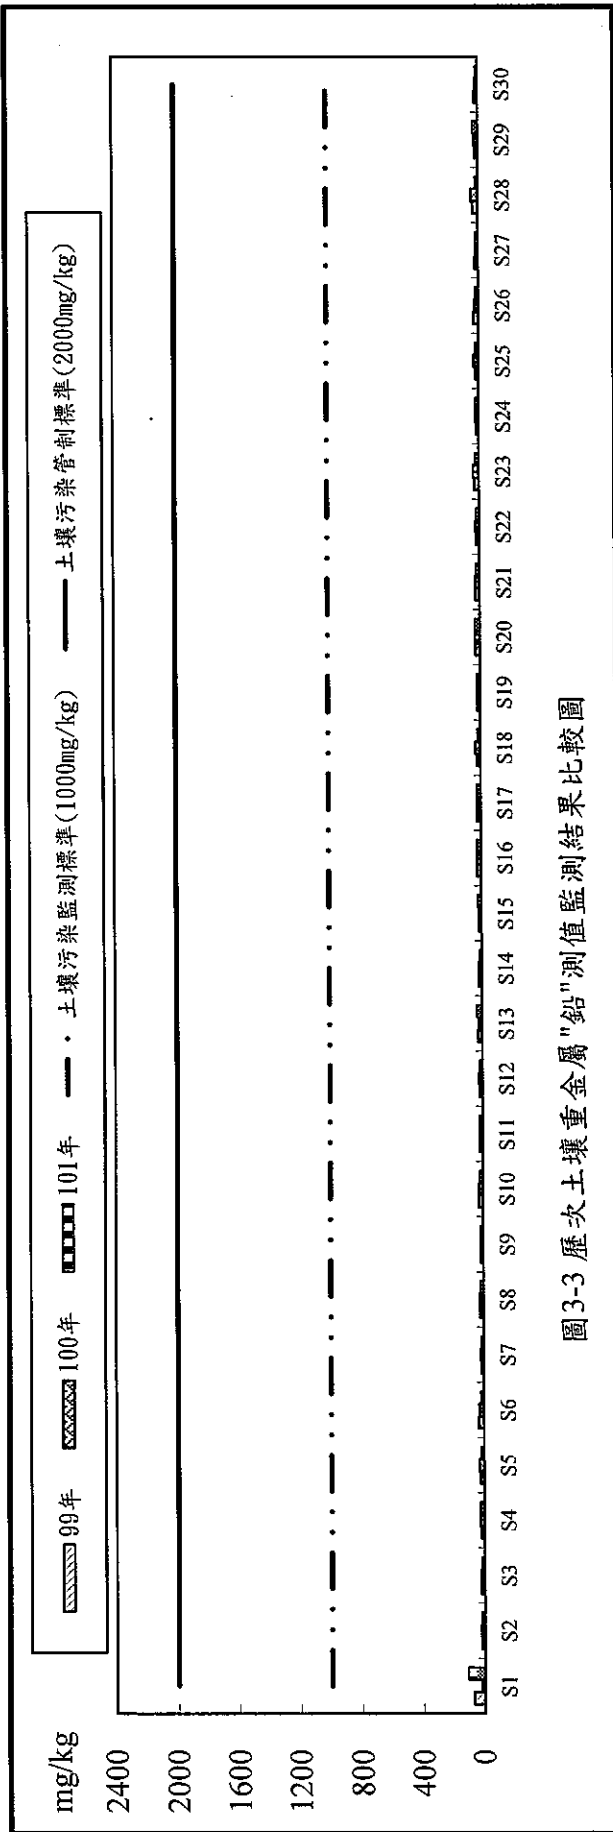 mg/kg
99年 100年 101年 土壤污染監測標準(1000mg/kg) 土壤污染管制標準(2000mg/kg)
2400
2000
1600
1200
800
400
0
S1 S2 S3 S4 S5 S6 S7 S8 S9 S10 S11 S12 S13 S14 S15 S16 S17 S18 S19 S20 S21 S22 S23 S24 S25 S26 S27 S28 S29 S30
圖3-3 歷次土壤重金屬"鉛"測值監測結果比較圖